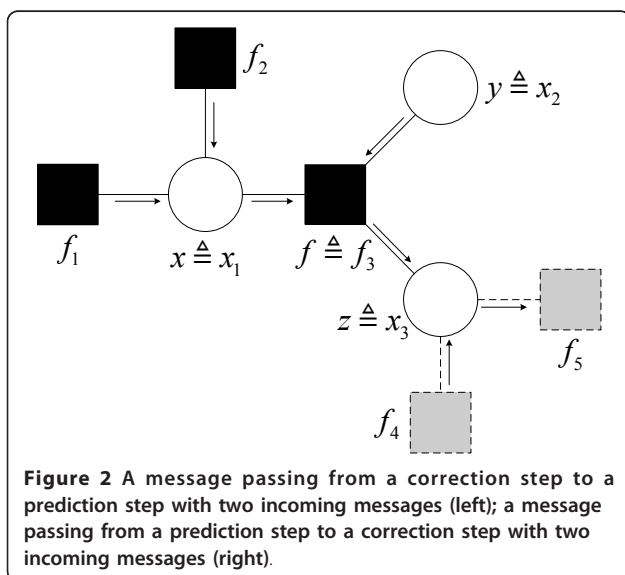 f₂
y ≜ x₂
f₁
x ≜ x₁
f ≜ f₃
z ≜ x₃
f₅
f₄
Figure 2 A message passing from a correction step to a
prediction step with two incoming messages (left); a message
passing from a prediction step to a correction step with two
incoming messages (right).